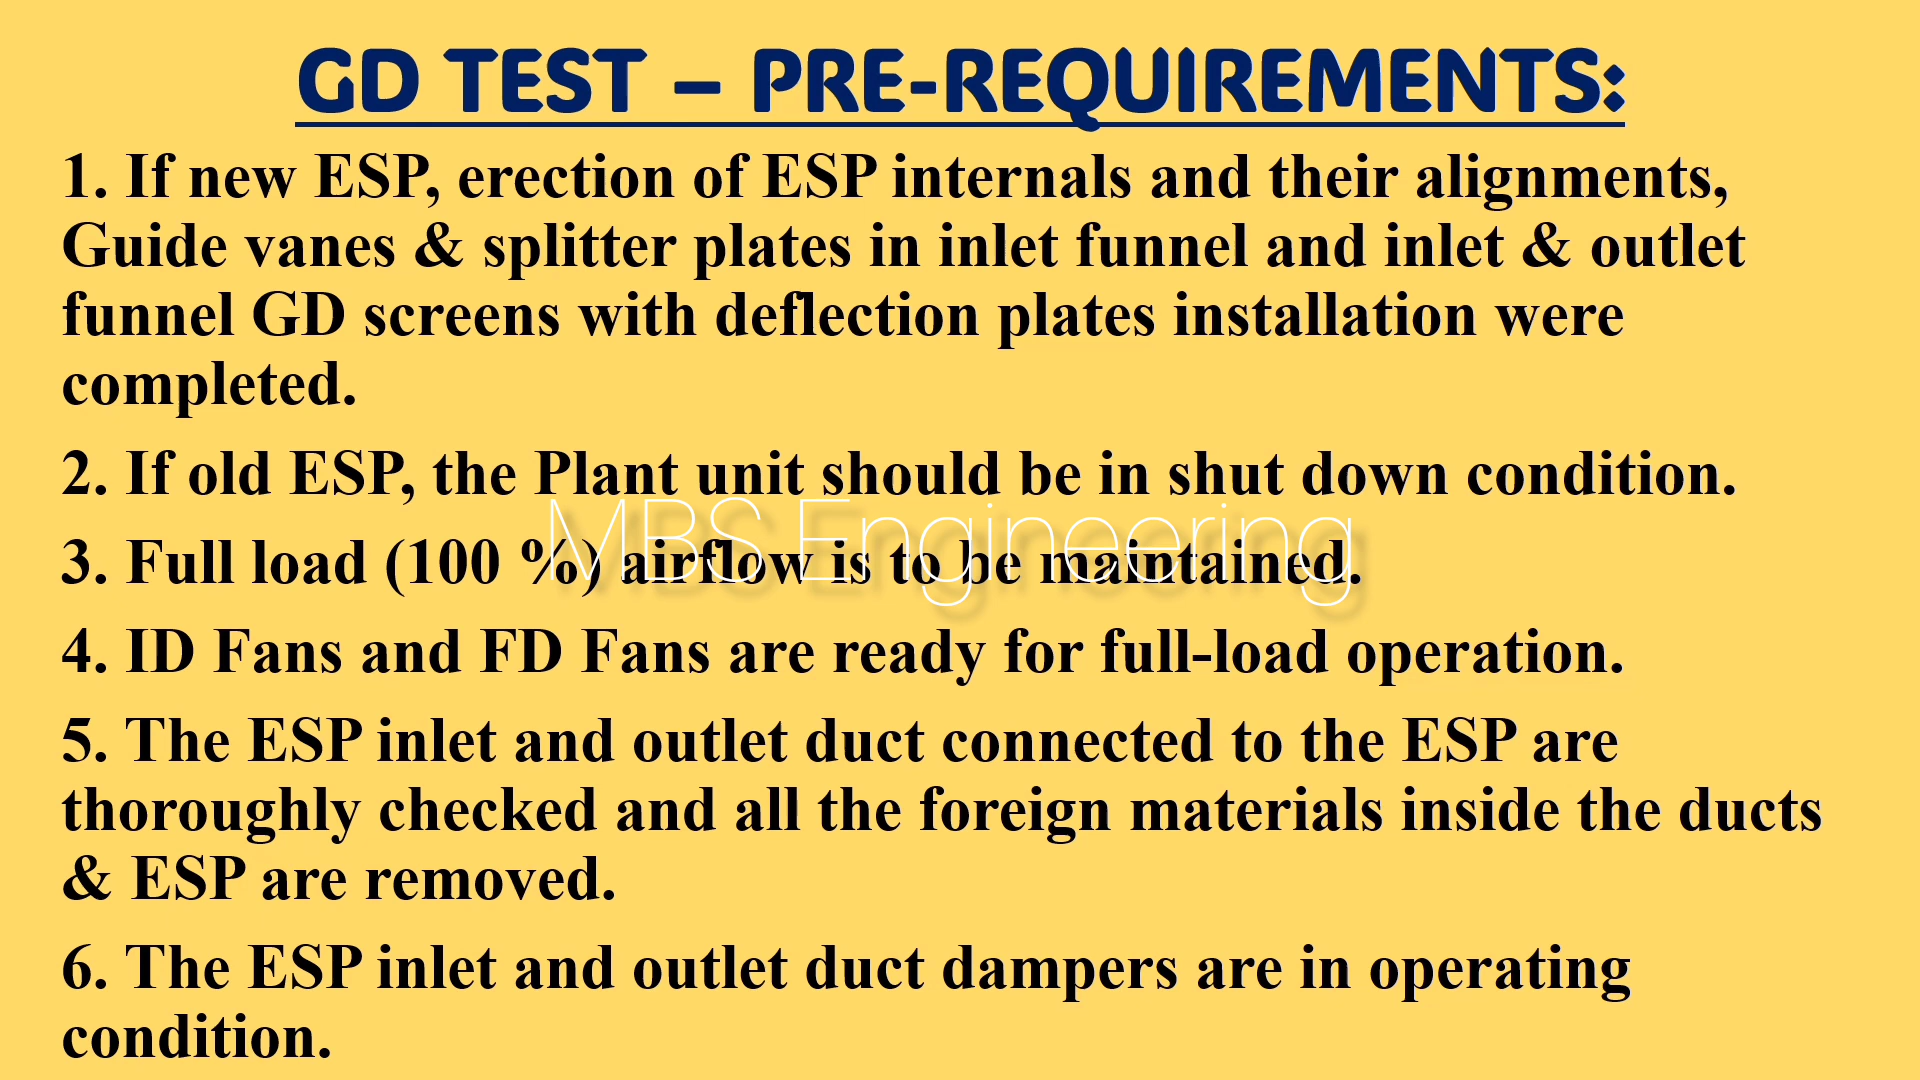 GD TEST – PRE-REQUIREMENTS:
1. If new ESP, erection of ESP internals and their alignments,
Guide vanes & splitter plates in inlet funnel and inlet & outlet
funnel GD screens with deflection plates installation were
completed.
2. If old ESP, the Plant unit should be in shut down condition.
MBS Engineering
3. Full load (100 %) airflow is to be maintained.
4. ID Fans and FD Fans are ready for full-load operation.
5. The ESP inlet and outlet duct connected to the ESP are
thoroughly checked and all the foreign materials inside the ducts
& ESP are removed.
6. The ESP inlet and outlet duct dampers are in operating
condition.